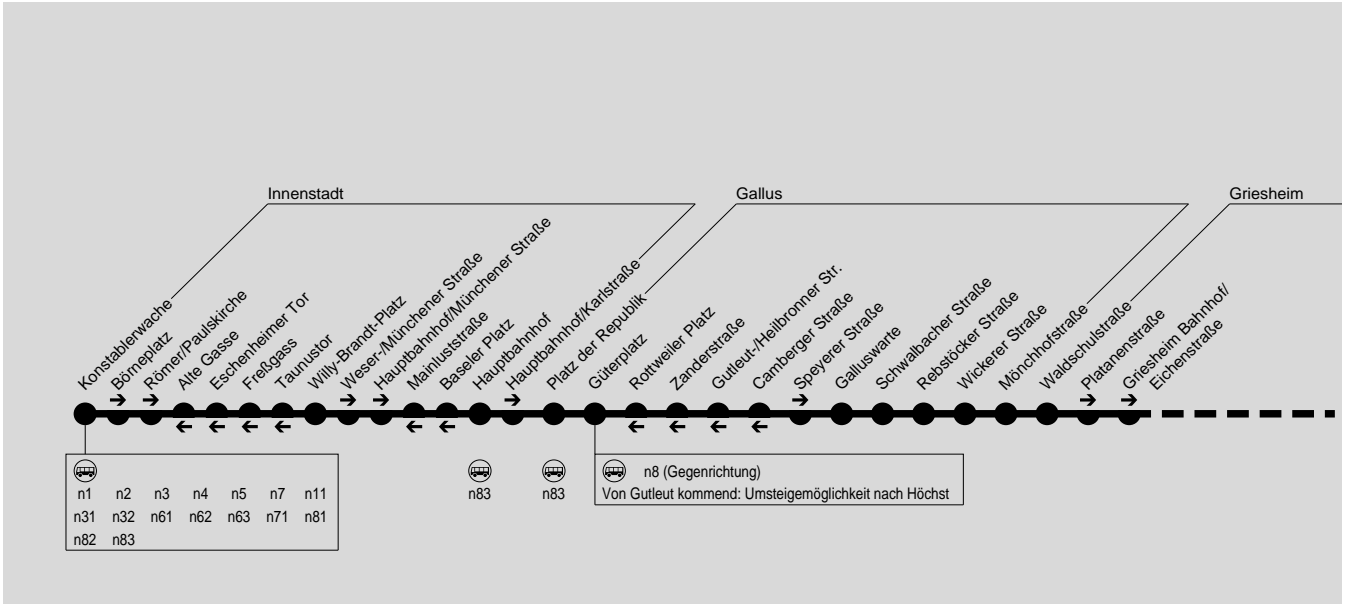 Innenstadt
Gallus
Griesheim
Konstablerwache
Börneplatz
Römer/Paulskirche
Alte Gasse
Eschenheimer Tor
Freßgass
Taunustor
Willy-Brandt-Platz
Weser-/Münchener Straße
Hauptbahnhof/Münchener Straße
Mainluststraße
Baseler Platz
Hauptbahnhof
Hauptbahnhof/Karlstraße
Platz der Republik
Güterplatz
Rottweiler Platz
Zanderstraße
Gutleut-/Heilbronner Str.
Camberger Straße
Speyerer Straße
Galluswarte
Schwalbacher Straße
Rebstöcker Straße
Wickerer Straße
Mönchhofstraße
Waldschulstraße
Platanenstraße
Griesheim Bahnhof/
Eichenstraße
n1 n2 n3 n4 n5 n7 n11
n31 n32 n61 n62 n63 n71 n81
n82 n83
n83
n83
n8 (Gegenrichtung)
Von Gutleut kommend: Umsteigemöglichkeit nach Höchst